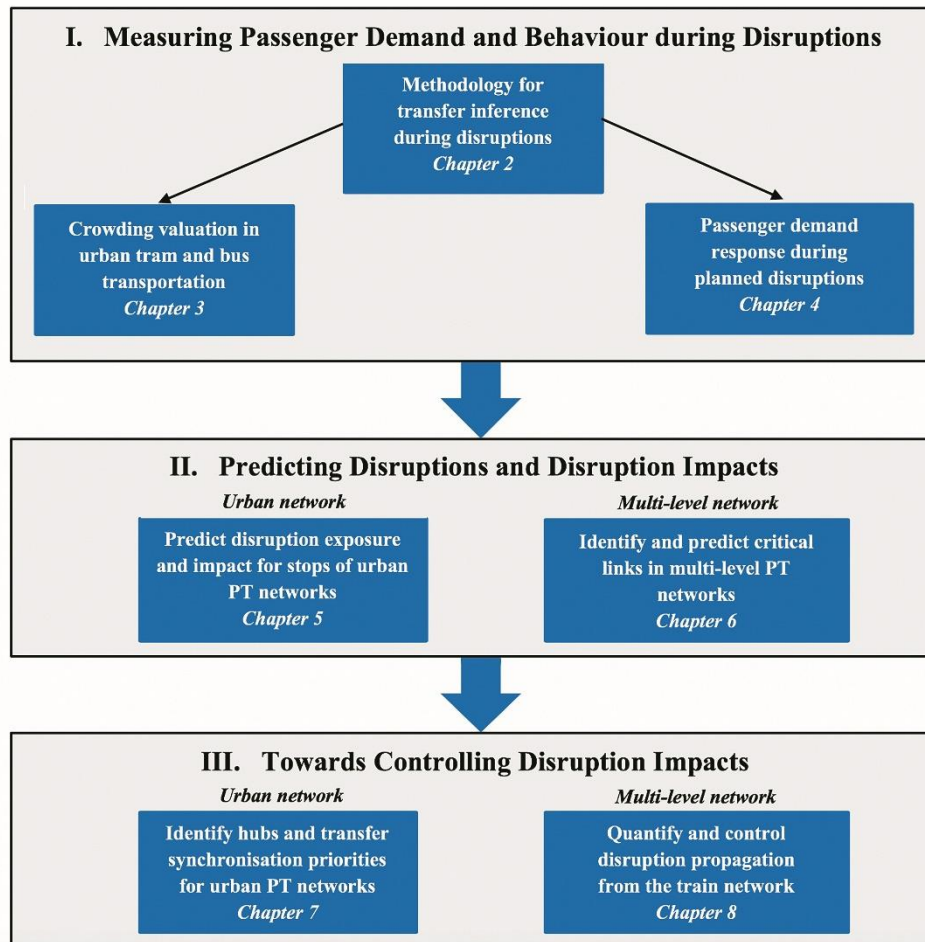 I. Measuring Passenger Demand and Behaviour during Disruptions
Methodology for
transfer inference
during disruptions
Chapter 2
Crowding valuation in
urban tram and bus
transportation
Chapter 3
Passenger demand
response during
planned disruptions
Chapter 4
II. Predicting Disruptions and Disruption Impacts
Urban network
Predict disruption exposure
and impact for stops of urban
PT networks
Chapter 5
Multi-level network
Identify and predict critical
links in multi-level PT
networks
Chapter 6
III. Towards Controlling Disruption Impacts
Urban network
Identify hubs and transfer
synchronisation priorities
for urban PT networks
Chapter 7
Multi-level network
Quantify and control
disruption propagation
from the train network
Chapter 8